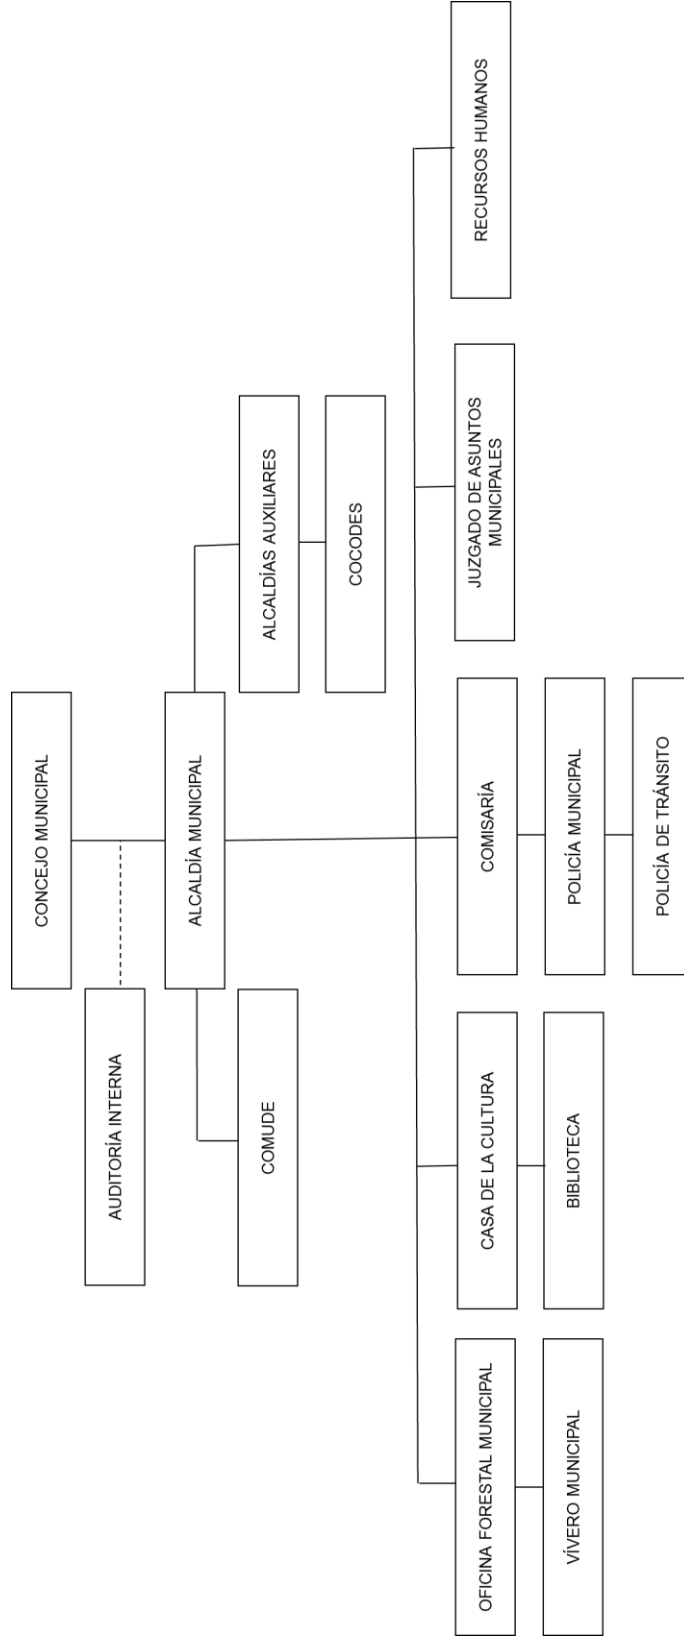 CONCEJO MUNICIPAL
AUDITORÍA INTERNA
ALCALDÍA MUNICIPAL
COMUDE
ALCALDÍAS AUXILIARES
COCODES
OFICINA FORESTAL MUNICIPAL
VÍVERO MUNICIPAL
CASA DE LA CULTURA
BIBLIOTECA
COMISARÍA
POLICÍA MUNICIPAL
POLICÍA DE TRÁNSITO
JUZGADO DE ASUNTOS
MUNICIPALES
RECURSOS HUMANOS